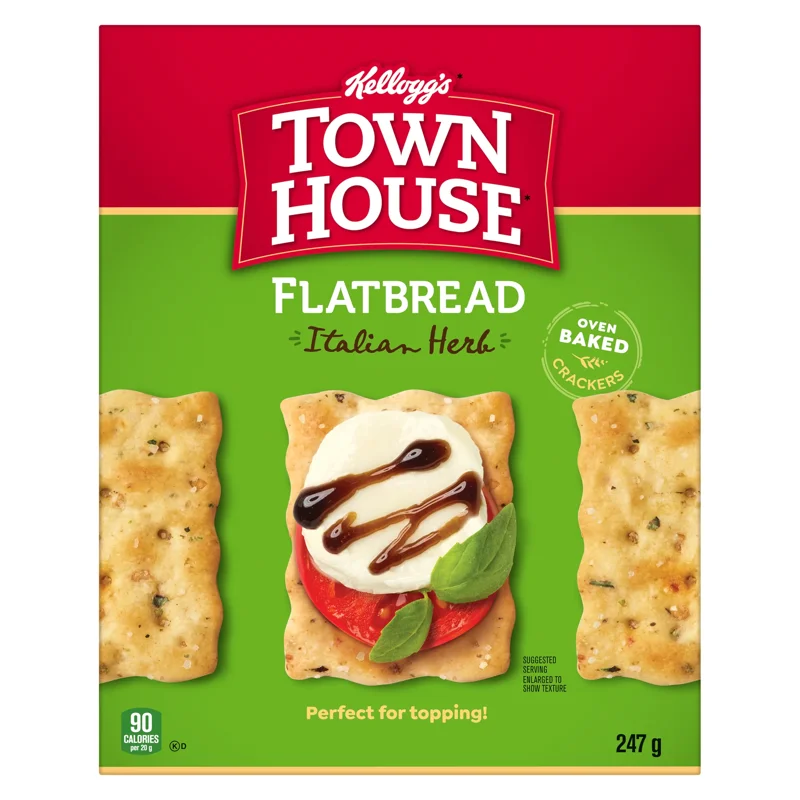 Kellogg's*
TOWN
HOUSE*
FLATBREAD
Italian Herb
OVEN
BAKED
CRACKERS
SUGGESTED
SERVING
ENLARGED TO
SHOW TEXTURE
Perfect for topping!
90
CALORIES
per 20 g
K D
247 g